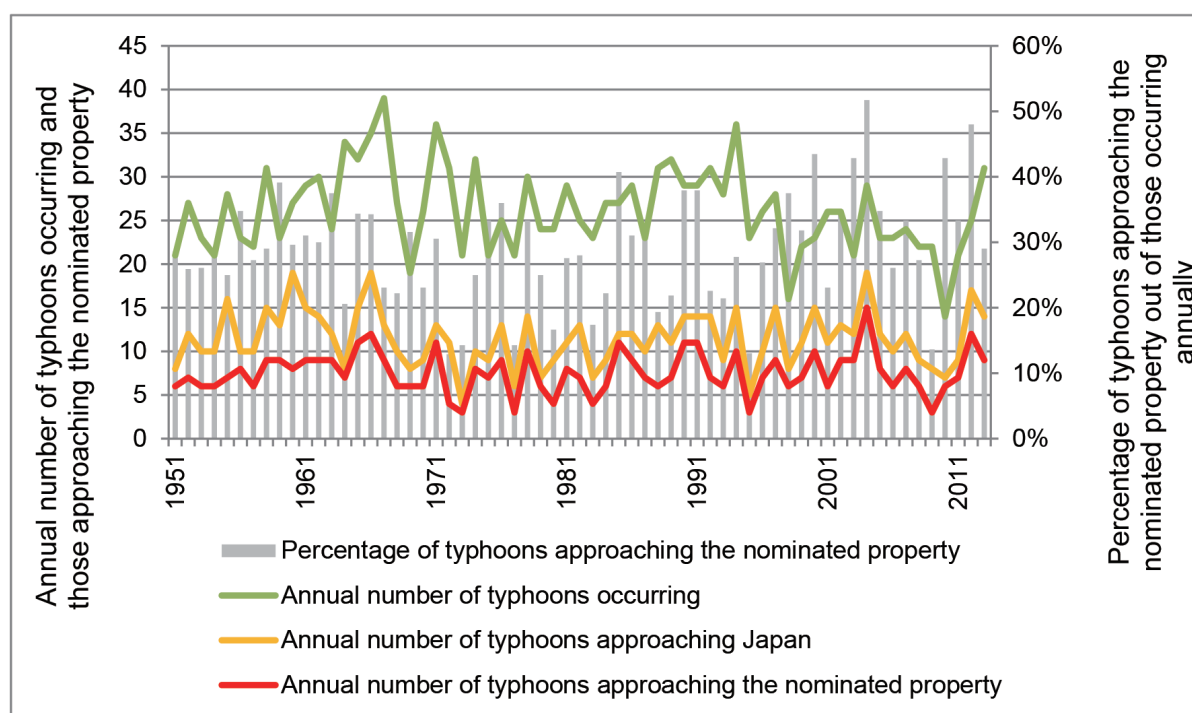 Annual number of typhoons occurring and
those approaching the nominated property
45
40
35
30
25
20
15
10
5
0
60%
50%
40%
30%
20%
10%
0%
Percentage of typhoons approaching the
nominated property out of those occurring
annually
1951
1961
1971
1981
1991
2001
2011
Percentage of typhoons approaching the nominated property
Annual number of typhoons occurring
Annual number of typhoons approaching Japan
Annual number of typhoons approaching the nominated property